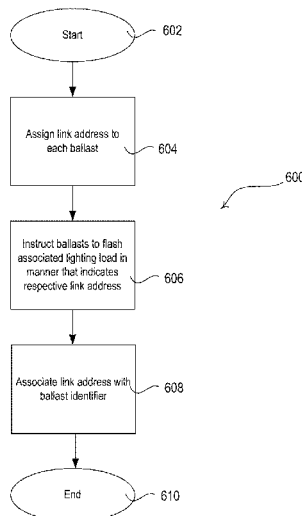 Start
602
Assign link address to
each ballast
604
600
Instruct ballasts to flash
associated lighting load in
manner that indicates
respective link address
606
Associate link address with
ballast identifier
608
End
610